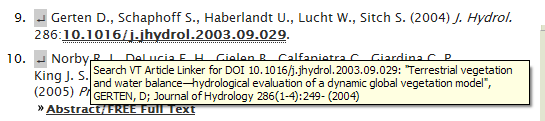 9. ↵ Gerten D., Schaphoff S., Haberlandt U., Lucht W., Sitch S. (2004) J. Hydrol.
286:10.1016/j.jhydrol.2003.09.029.
10. ↵ Norby R. J., DeLucia E. H., Gielen B., Calfapietra C., Giardina C. P.
King J. S.
Search VT Article Linker for DOI 10.1016/j.jhydrol.2003.09.029: "Terrestrial vegetation
and water balance—hydrological evaluation of a dynamic global vegetation model",
GERTEN, D; Journal of Hydrology 286(1-4):249- (2004)
(2005)
» Abstract/FREE Full Text